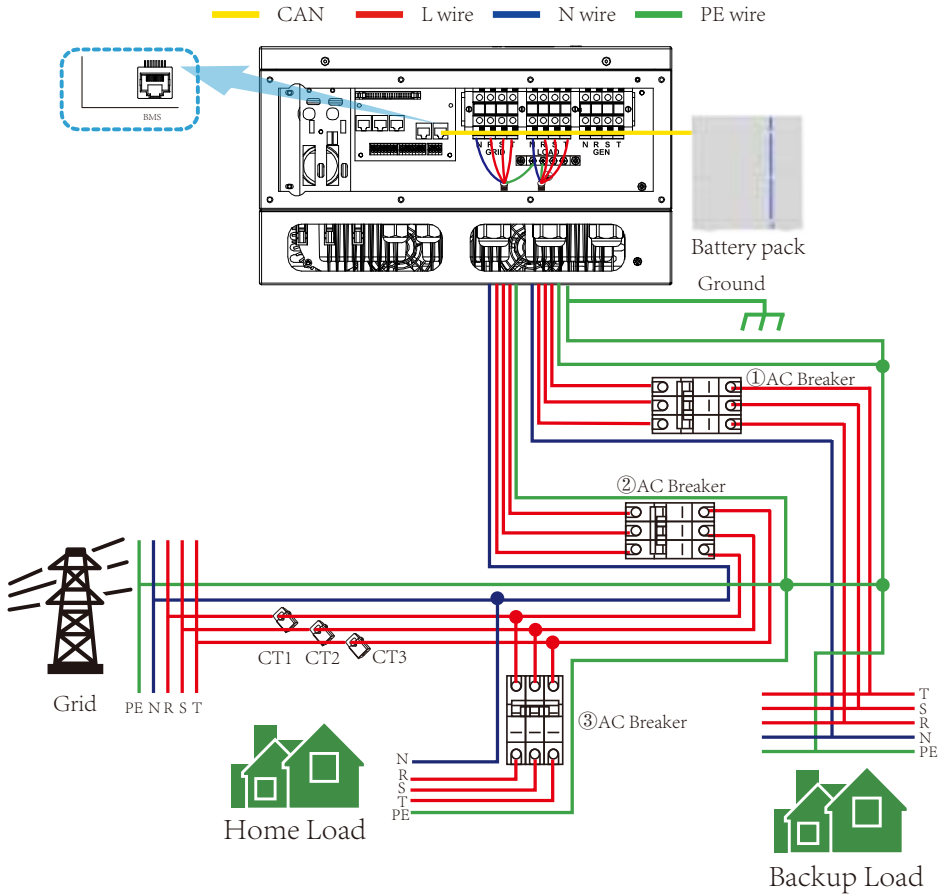 CAN L wire N wire PE wire
BMS
N R S T N R S T N R S T
GRID LOAD GEN
Battery pack
Ground
①AC Breaker
②AC Breaker
CT1 CT2 CT3
Grid
PE N R S T
③AC Breaker
T
S
R
N
PE
N
R
S
T
PE
Home Load
Backup Load